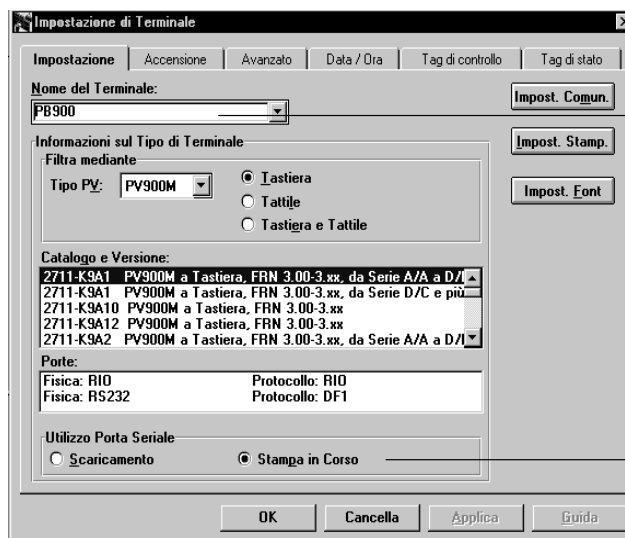 Impostazione di Terminale
Impostazione Accensione Avanzato Data / Ora Tag di controllo Tag di stato
Nome del Terminale:
PB900
Impost. Comun.
Informazioni sul Tipo di Terminale
Impost. Stamp.
Filtra mediante
Tipo PV: PV900M
Tastiera
Tattile
Tastiera e Tattile
Impost. Font
Catalogo e Versione:
2711-K9A1 PV900M a Tastiera, FRN 3.00-3.xx, da Serie A/A a D/
2711-K9A1 PV900M a Tastiera, FRN 3.00-3.xx, da Serie D/C e più
2711-K9A10 PV900M a Tastiera, FRN 3.00-3.xx
2711-K9A12 PV900M a Tastiera, FRN 3.00-3.xx
2711-K9A2 PV900M a Tastiera, FRN 3.00-3.xx, da Serie A/A a D/
Porte:
Fisica: RIO Protocollo: RIO
Fisica: RS232 Protocollo: DF1
Utilizzo Porta Seriale
Scaricamento Stampa in Corso
OK Cancella Applica Guida